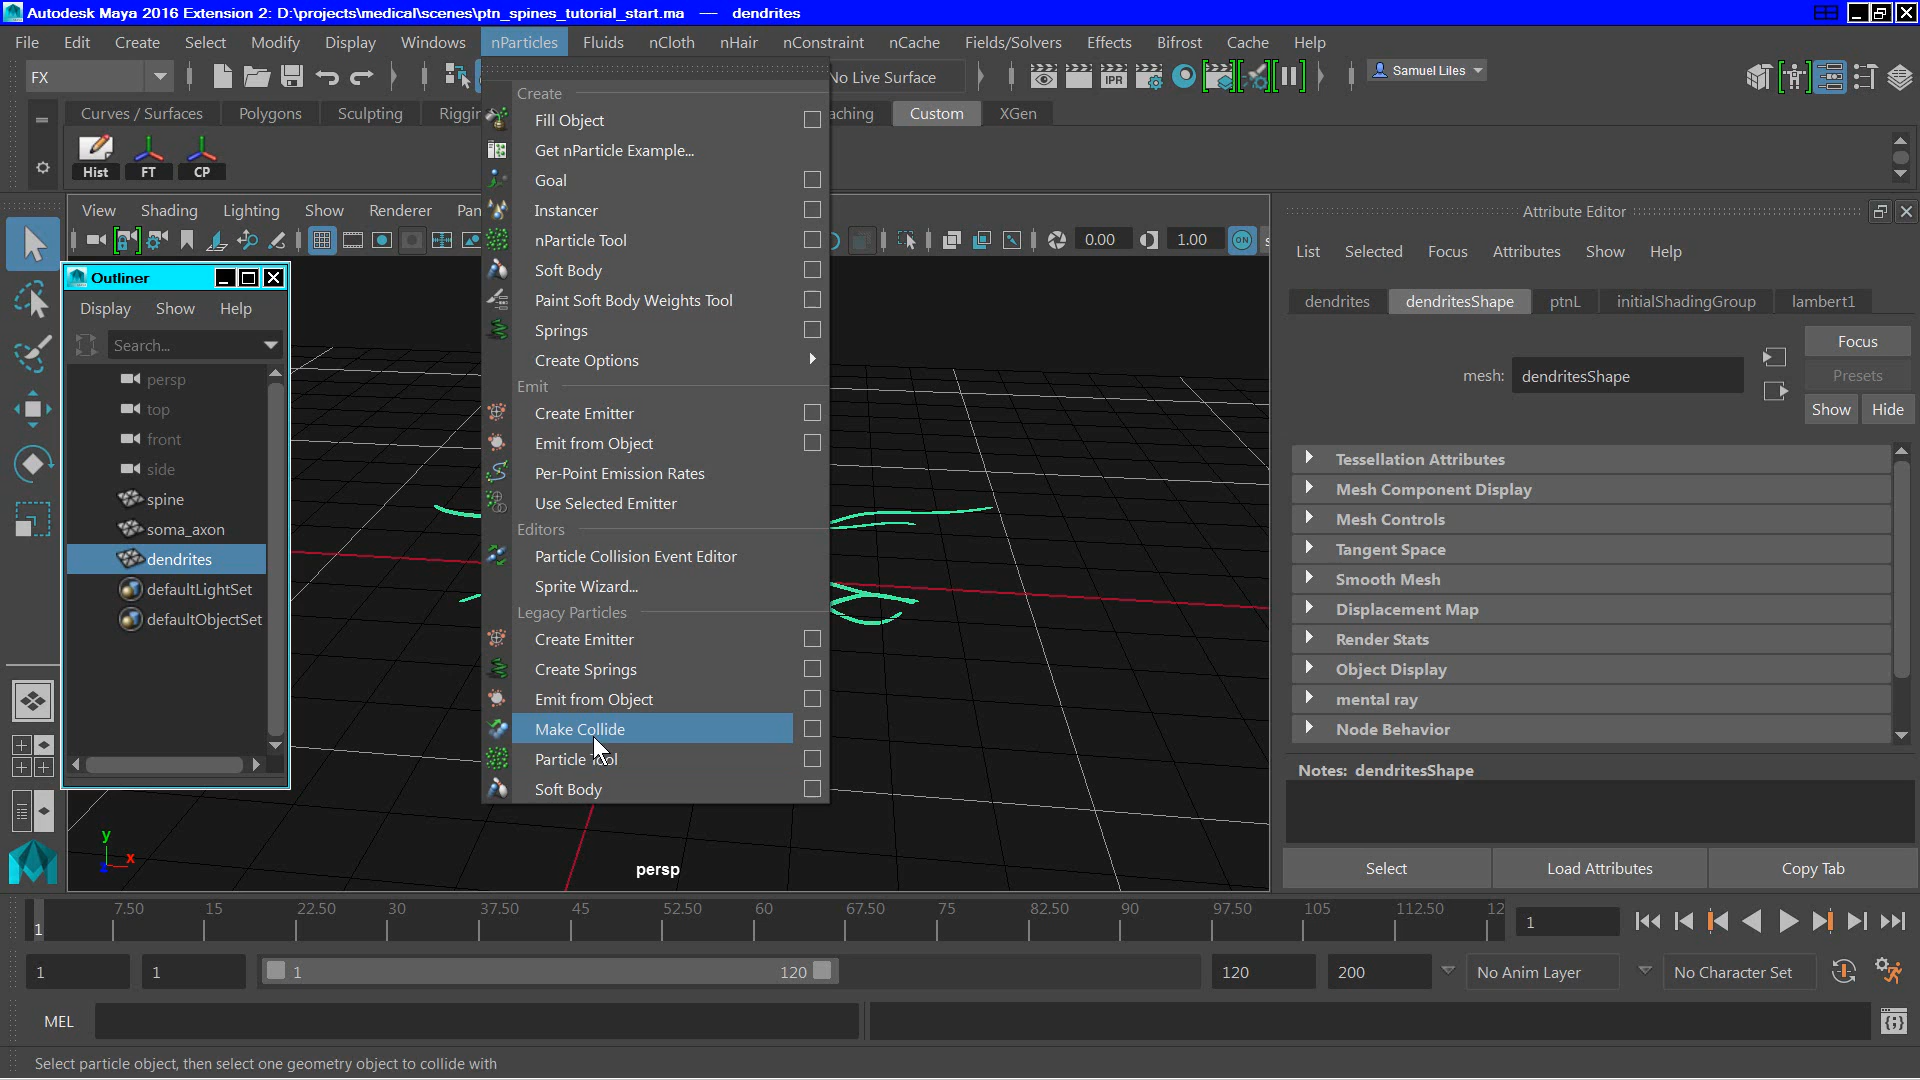 Autodesk Maya 2016 Extension 2: D:\projects\medical\scenes\ptn_spines_tutorial_start.ma — dendrites
File Edit Create Select Modify Display Windows nParticles Fluids nCloth nHair nConstraint nCache Fields/Solvers Effects Bifrost Cache Help
FX No Live Surface IPR Samuel Liles
Curves / Surfaces Polygons Sculpting Riggin aching Custom XGen
Hist FT CP
View Shading Lighting Show Renderer Pan
0.00 1.00 ON s
Outliner
Display Show Help
Search...
persp
top
front
side
spine
soma_axon
dendrites
defaultLightSet
defaultObjectSet
Create
Fill Object
Get nParticle Example...
Goal
Instancer
nParticle Tool
Soft Body
Paint Soft Body Weights Tool
Springs
Create Options
Emit
Create Emitter
Emit from Object
Per-Point Emission Rates
Use Selected Emitter
Editors
Particle Collision Event Editor
Sprite Wizard...
Legacy Particles
Create Emitter
Create Springs
Emit from Object
Make Collide
Particle Tool
Soft Body
y
x
persp
Attribute Editor
List Selected Focus Attributes Show Help
dendrites dendritesShape ptnL initialShadingGroup lambert1
Focus
mesh: dendritesShape Presets
Show Hide
Tessellation Attributes
Mesh Component Display
Mesh Controls
Tangent Space
Smooth Mesh
Displacement Map
Render Stats
Object Display
mental ray
Node Behavior
Notes: dendritesShape
Select Load Attributes Copy Tab
1 7.50 15 22.50 30 37.50 45 52.50 60 67.50 75 82.50 90 97.50 105 112.50 12 1
1 1 1 120 120 200 No Anim Layer No Character Set
MEL
Select particle object, then select one geometry object to collide with